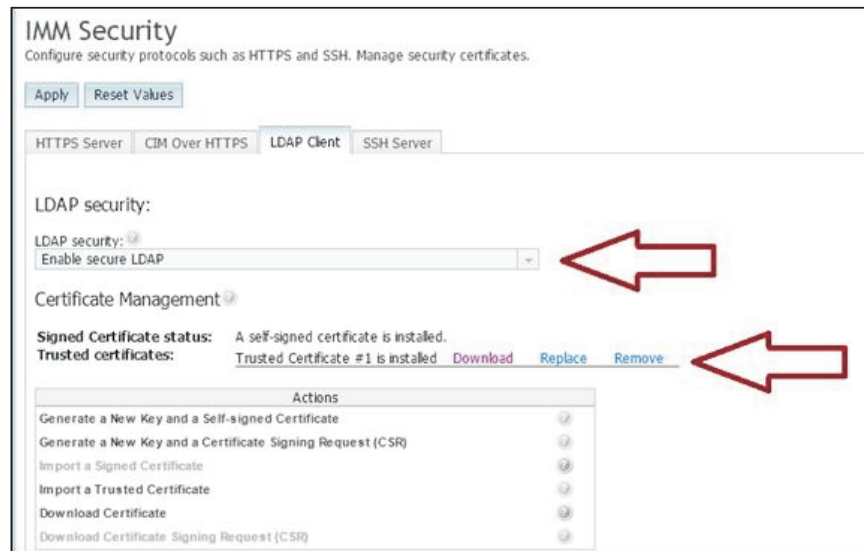 IMM Security
Configure security protocols such as HTTPS and SSH. Manage security certificates.
Apply Reset Values
HTTPS Server CIM Over HTTPS LDAP Client SSH Server
LDAP security:
LDAP security:
Enable secure LDAP
Certificate Management
Signed Certificate status: A self-signed certificate is installed.
Trusted certificates: Trusted Certificate #1 is installed Download Replace Remove
Actions
Generate a New Key and a Self-signed Certificate
Generate a New Key and a Certificate Signing Request (CSR)
Import a Signed Certificate
Import a Trusted Certificate
Download Certificate
Download Certificate Signing Request (CSR)